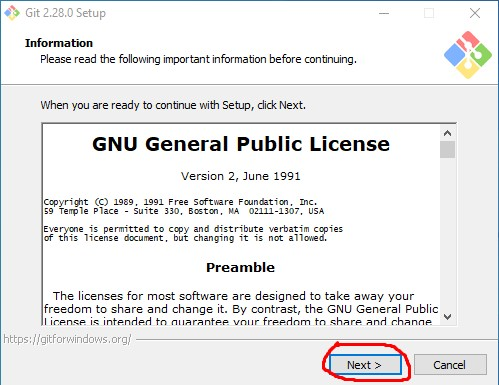 Git 2.28.0 Setup
Information
Please read the following important information before continuing.
When you are ready to continue with Setup, click Next.
GNU General Public License
Version 2, June 1991
Copyright (C) 1989, 1991 Free Software Foundation, Inc.
59 Temple Place - Suite 330, Boston, MA  02111-1307, USA
Everyone is permitted to copy and distribute verbatim copies
of this license document, but changing it is not allowed.
Preamble
The licenses for most software are designed to take away your
freedom to share and change it. By contrast, the GNU General Public
License is intended to guarantee your freedom to share and change
https://gitforwindows.org/
Next >
Cancel